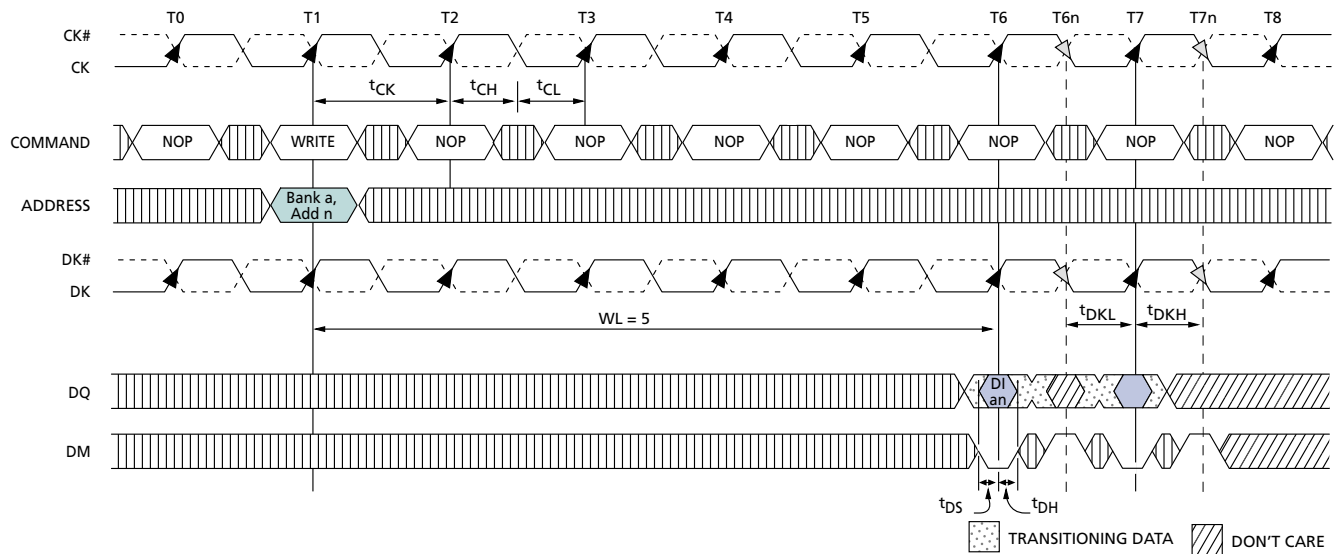 T0 T1 T2 T3 T4 T5 T6 T6n T7 T7n T8
CK#
CK
tCK tCH tCL
COMMAND NOP WRITE NOP NOP NOP NOP NOP NOP NOP
ADDRESS Bank a,
Add n
DK#
DK
WL = 5 tDKL tDKH
DQ DI
an
DM
tDS tDH
TRANSITIONING DATA DON'T CARE